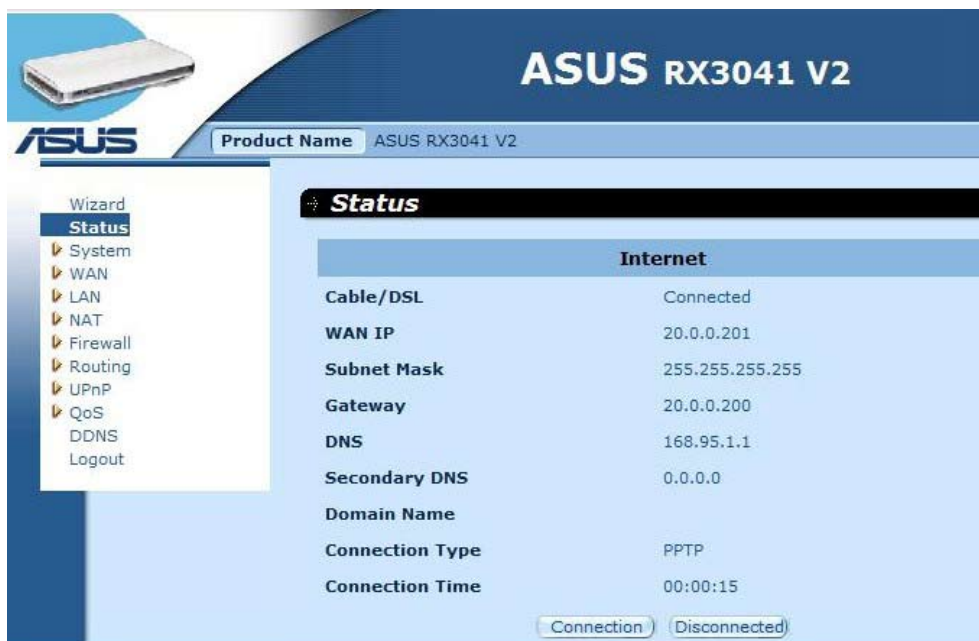 ASUS RX3041 V2
ASUS
Product Name ASUS RX3041 V2
Wizard
Status
System
WAN
LAN
NAT
Firewall
Routing
UPnP
QoS
DDNS
Logout
Status
Internet
Cable/DSL Connected
WAN IP 20.0.0.201
Subnet Mask 255.255.255.255
Gateway 20.0.0.200
DNS 168.95.1.1
Secondary DNS 0.0.0.0
Domain Name
Connection Type PPTP
Connection Time 00:00:15
Connection Disconnected